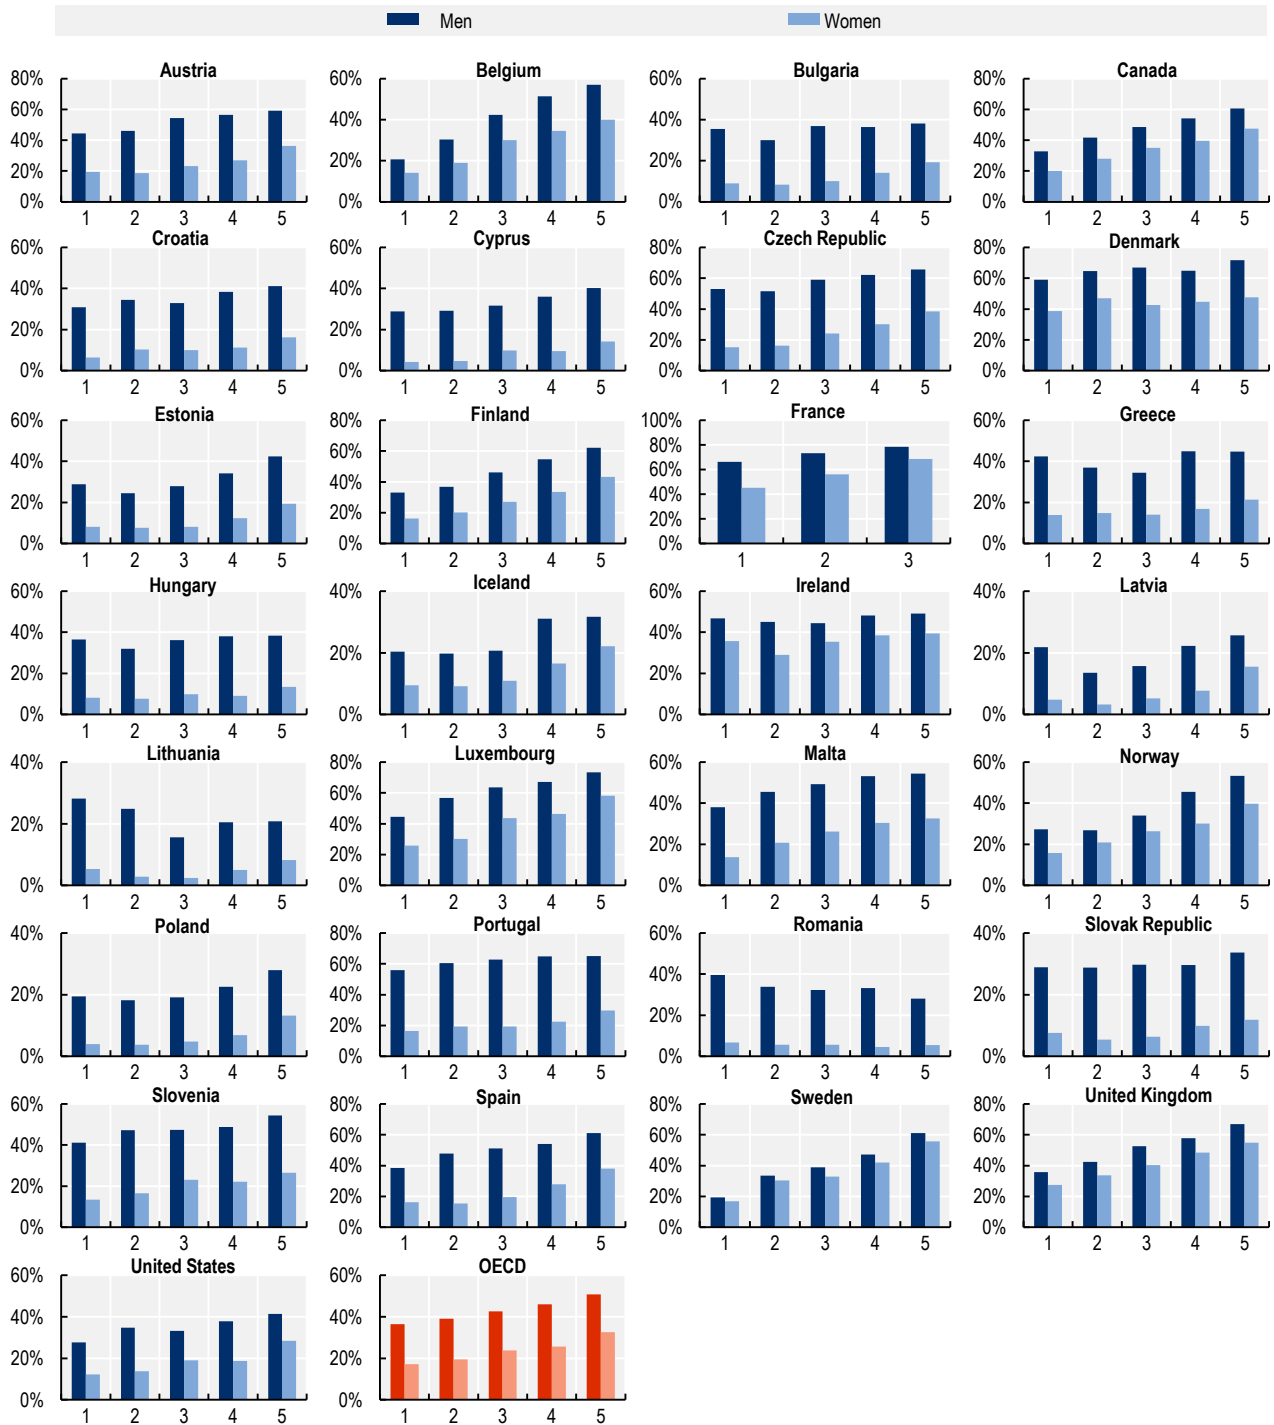 Men Women
Austria Belgium Bulgaria Canada
80% 60% 60% 80%
60% 40% 40% 60%
40% 20% 20% 40%
20% 0% 0% 20%
0% 0%
1 2 3 4 5 1 2 3 4 5 1 2 3 4 5 1 2 3 4 5
Croatia Cyprus Czech Republic Denmark
60% 60% 80% 80%
40% 40% 60% 60%
20% 20% 40% 40%
0% 0% 20% 20%
0% 0%
1 2 3 4 5 1 2 3 4 5 1 2 3 4 5 1 2 3 4 5
Estonia Finland France Greece
60% 80% 100% 60%
40% 60% 80% 40%
20% 40% 60% 20%
0% 20% 40% 0%
0% 20%
0%
1 2 3 4 5 1 2 3 4 5 1 2 3 1 2 3 4 5
Hungary Iceland Ireland Latvia
60% 40% 60% 40%
40% 20% 40% 20%
20% 0% 20% 0%
0% 0%
1 2 3 4 5 1 2 3 4 5 1 2 3 4 5 1 2 3 4 5
Lithuania Luxembourg Malta Norway
40% 80% 60% 60%
20% 60% 40% 40%
0% 40% 20% 20%
20% 0% 0%
0%
1 2 3 4 5 1 2 3 4 5 1 2 3 4 5 1 2 3 4 5
Poland Portugal Romania Slovak Republic
40% 80% 60% 40%
20% 60% 40% 20%
0% 40% 20% 0%
20% 0%
0%
1 2 3 4 5 1 2 3 4 5 1 2 3 4 5 1 2 3 4 5
Slovenia Spain Sweden United Kingdom
60% 80% 80% 80%
40% 60% 60% 60%
20% 40% 40% 40%
0% 20% 20% 20%
0% 0% 0%
1 2 3 4 5 1 2 3 4 5 1 2 3 4 5 1 2 3 4 5
United States OECD
60% 60%
40% 40%
20% 20%
0% 0%
1 2 3 4 5 1 2 3 4 5